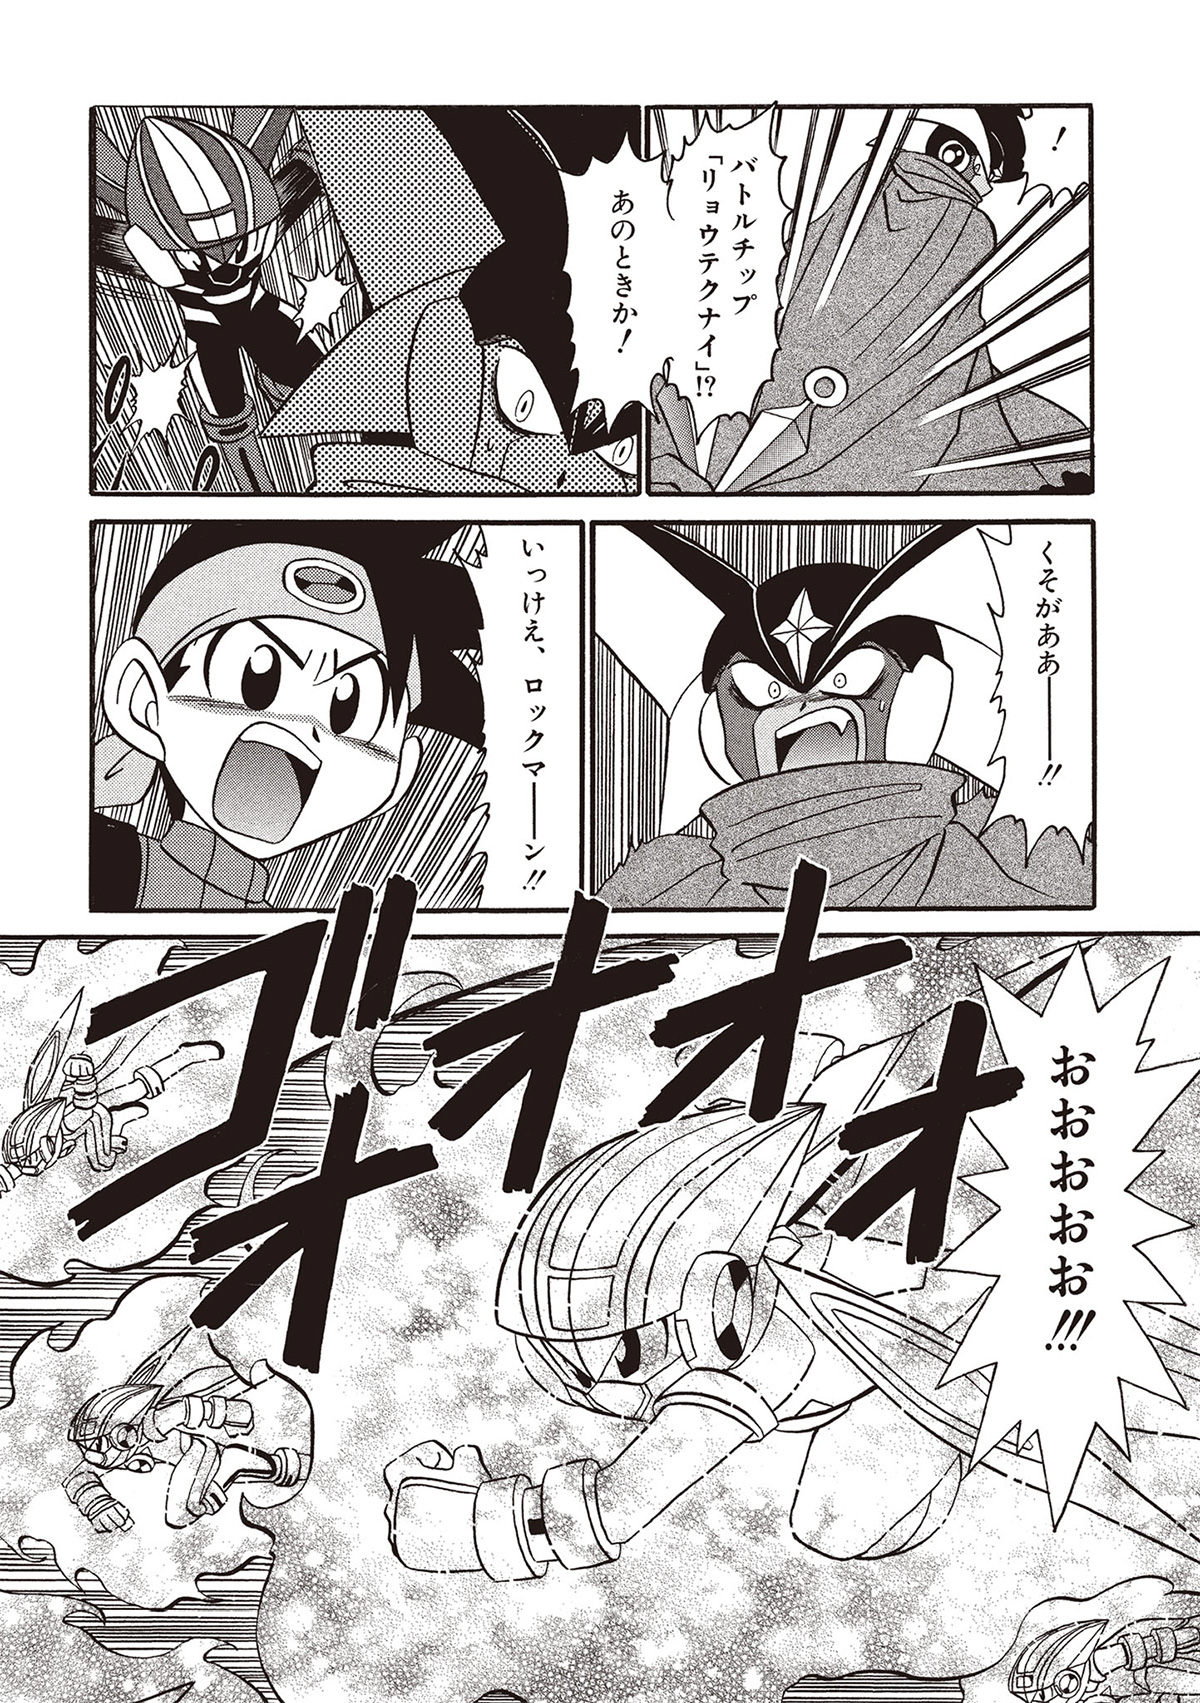 ！
バトルチップ
「リョウテクナイ」!?
あのときか！
くそがああ――!!
いっけえ、ロックマ――ン!!
おおおおお!!!
ゴオオオオ